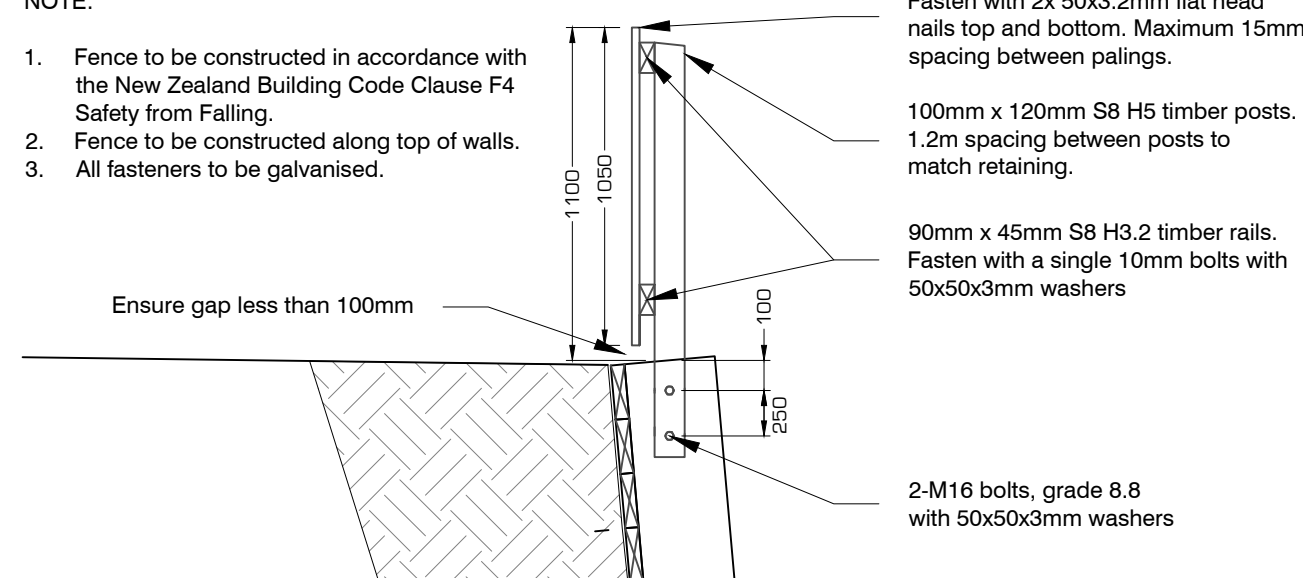 NOTE:
1. Fence to be constructed in accordance with
the New Zealand Building Code Clause F4
Safety from Falling.
2. Fence to be constructed along top of walls.
3. All fasteners to be galvanised.
Fasten with 2x 50x3.2mm flat head
nails top and bottom. Maximum 15mm
spacing between palings.
100mm x 120mm S8 H5 timber posts.
1.2m spacing between posts to
match retaining.
90mm x 45mm S8 H3.2 timber rails.
Fasten with a single 10mm bolts with
50x50x3mm washers
1100
1050
Ensure gap less than 100mm
100
250
2-M16 bolts, grade 8.8
with 50x50x3mm washers